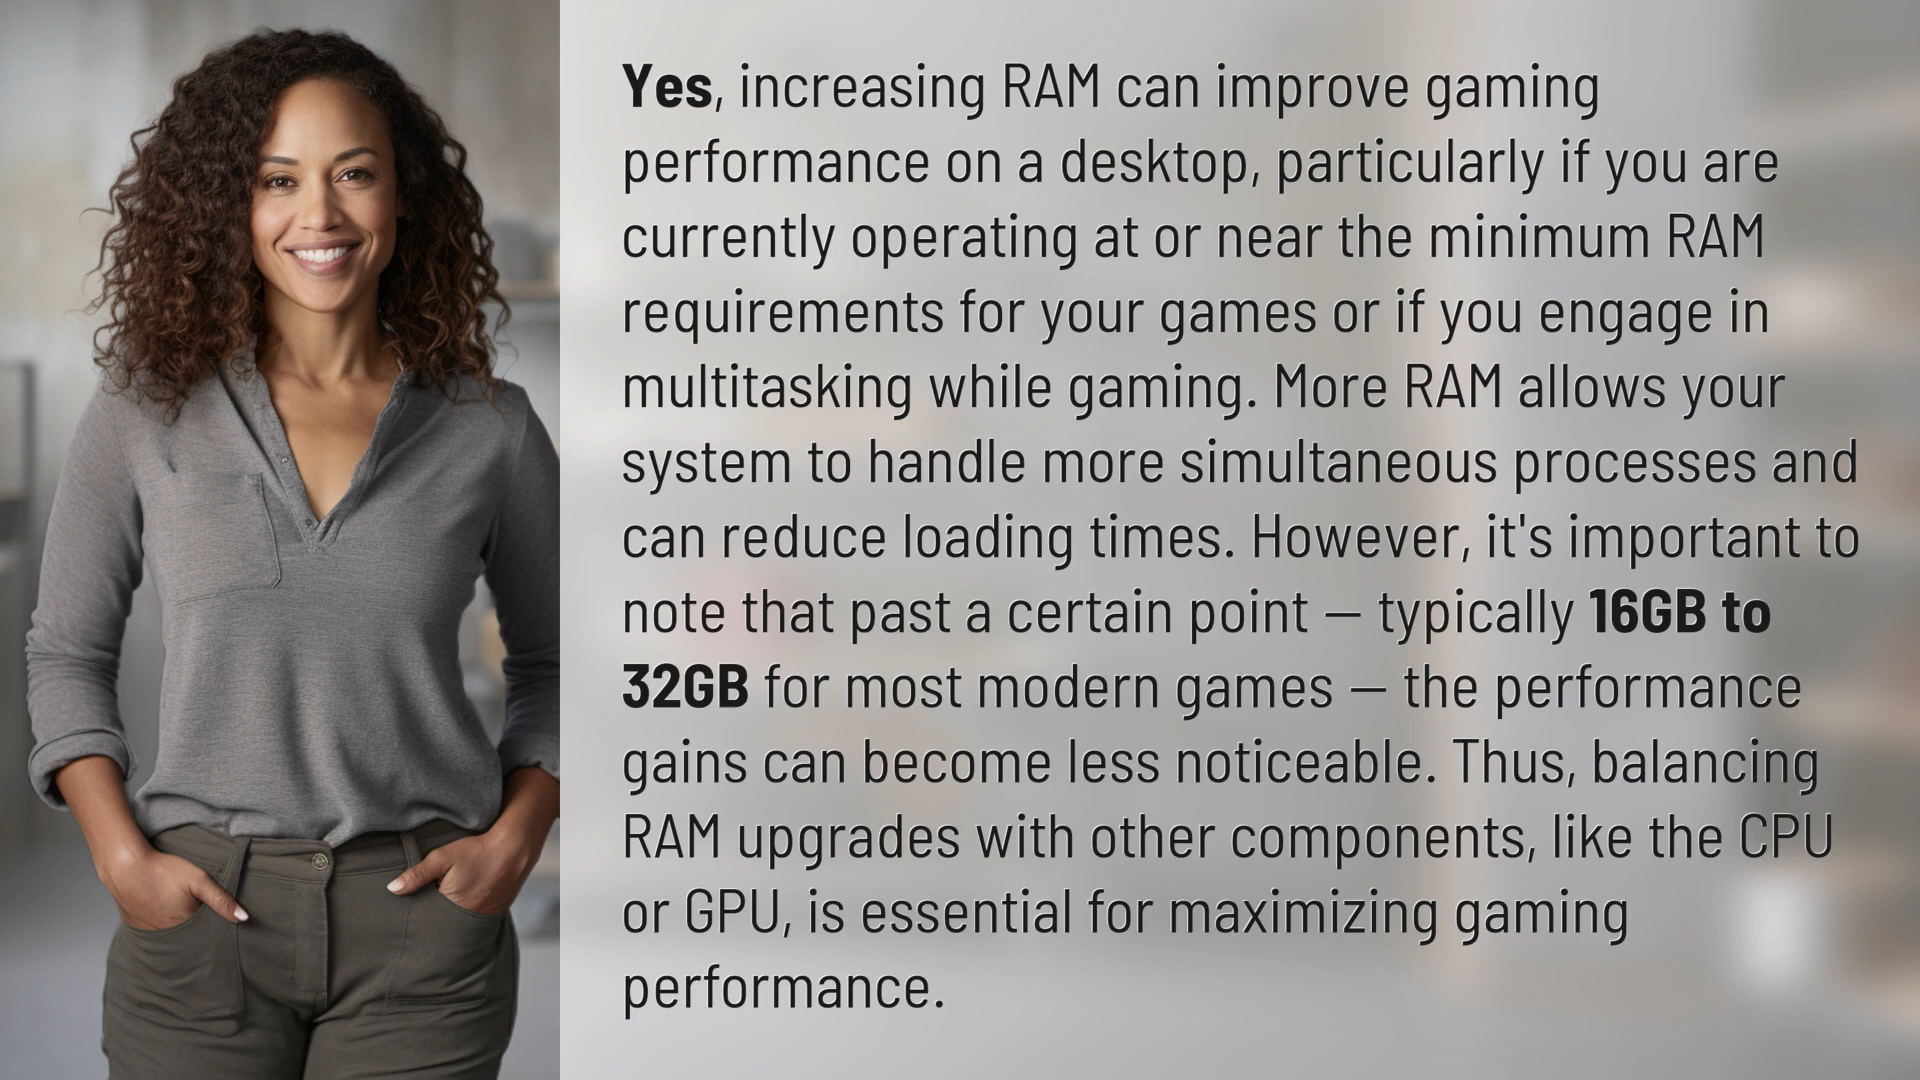 Yes, increasing RAM can improve gaming
performance on a desktop, particularly if you are
currently operating at or near the minimum RAM
requirements for your games or if you engage in
multitasking while gaming. More RAM allows your
system to handle more simultaneous processes and
can reduce loading times. However, it's important to
note that past a certain point — typically 16GB to
32GB for most modern games — the performance
gains can become less noticeable. Thus, balancing
RAM upgrades with other components, like the CPU
or GPU, is essential for maximizing gaming
performance.